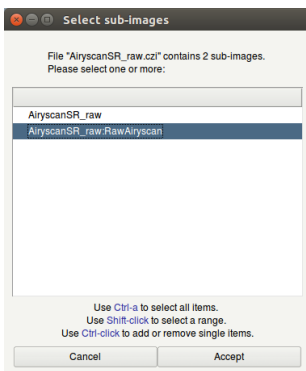 Select sub-images
File "AiryscanSR_raw.czi" contains 2 sub-images.
Please select one or more:
AiryscanSR_raw
AiryscanSR_raw:RawAiryscan
Use Ctrl-a to select all items.
Use Shift-click to select a range.
Use Ctrl-click to add or remove single items.
Cancel Accept